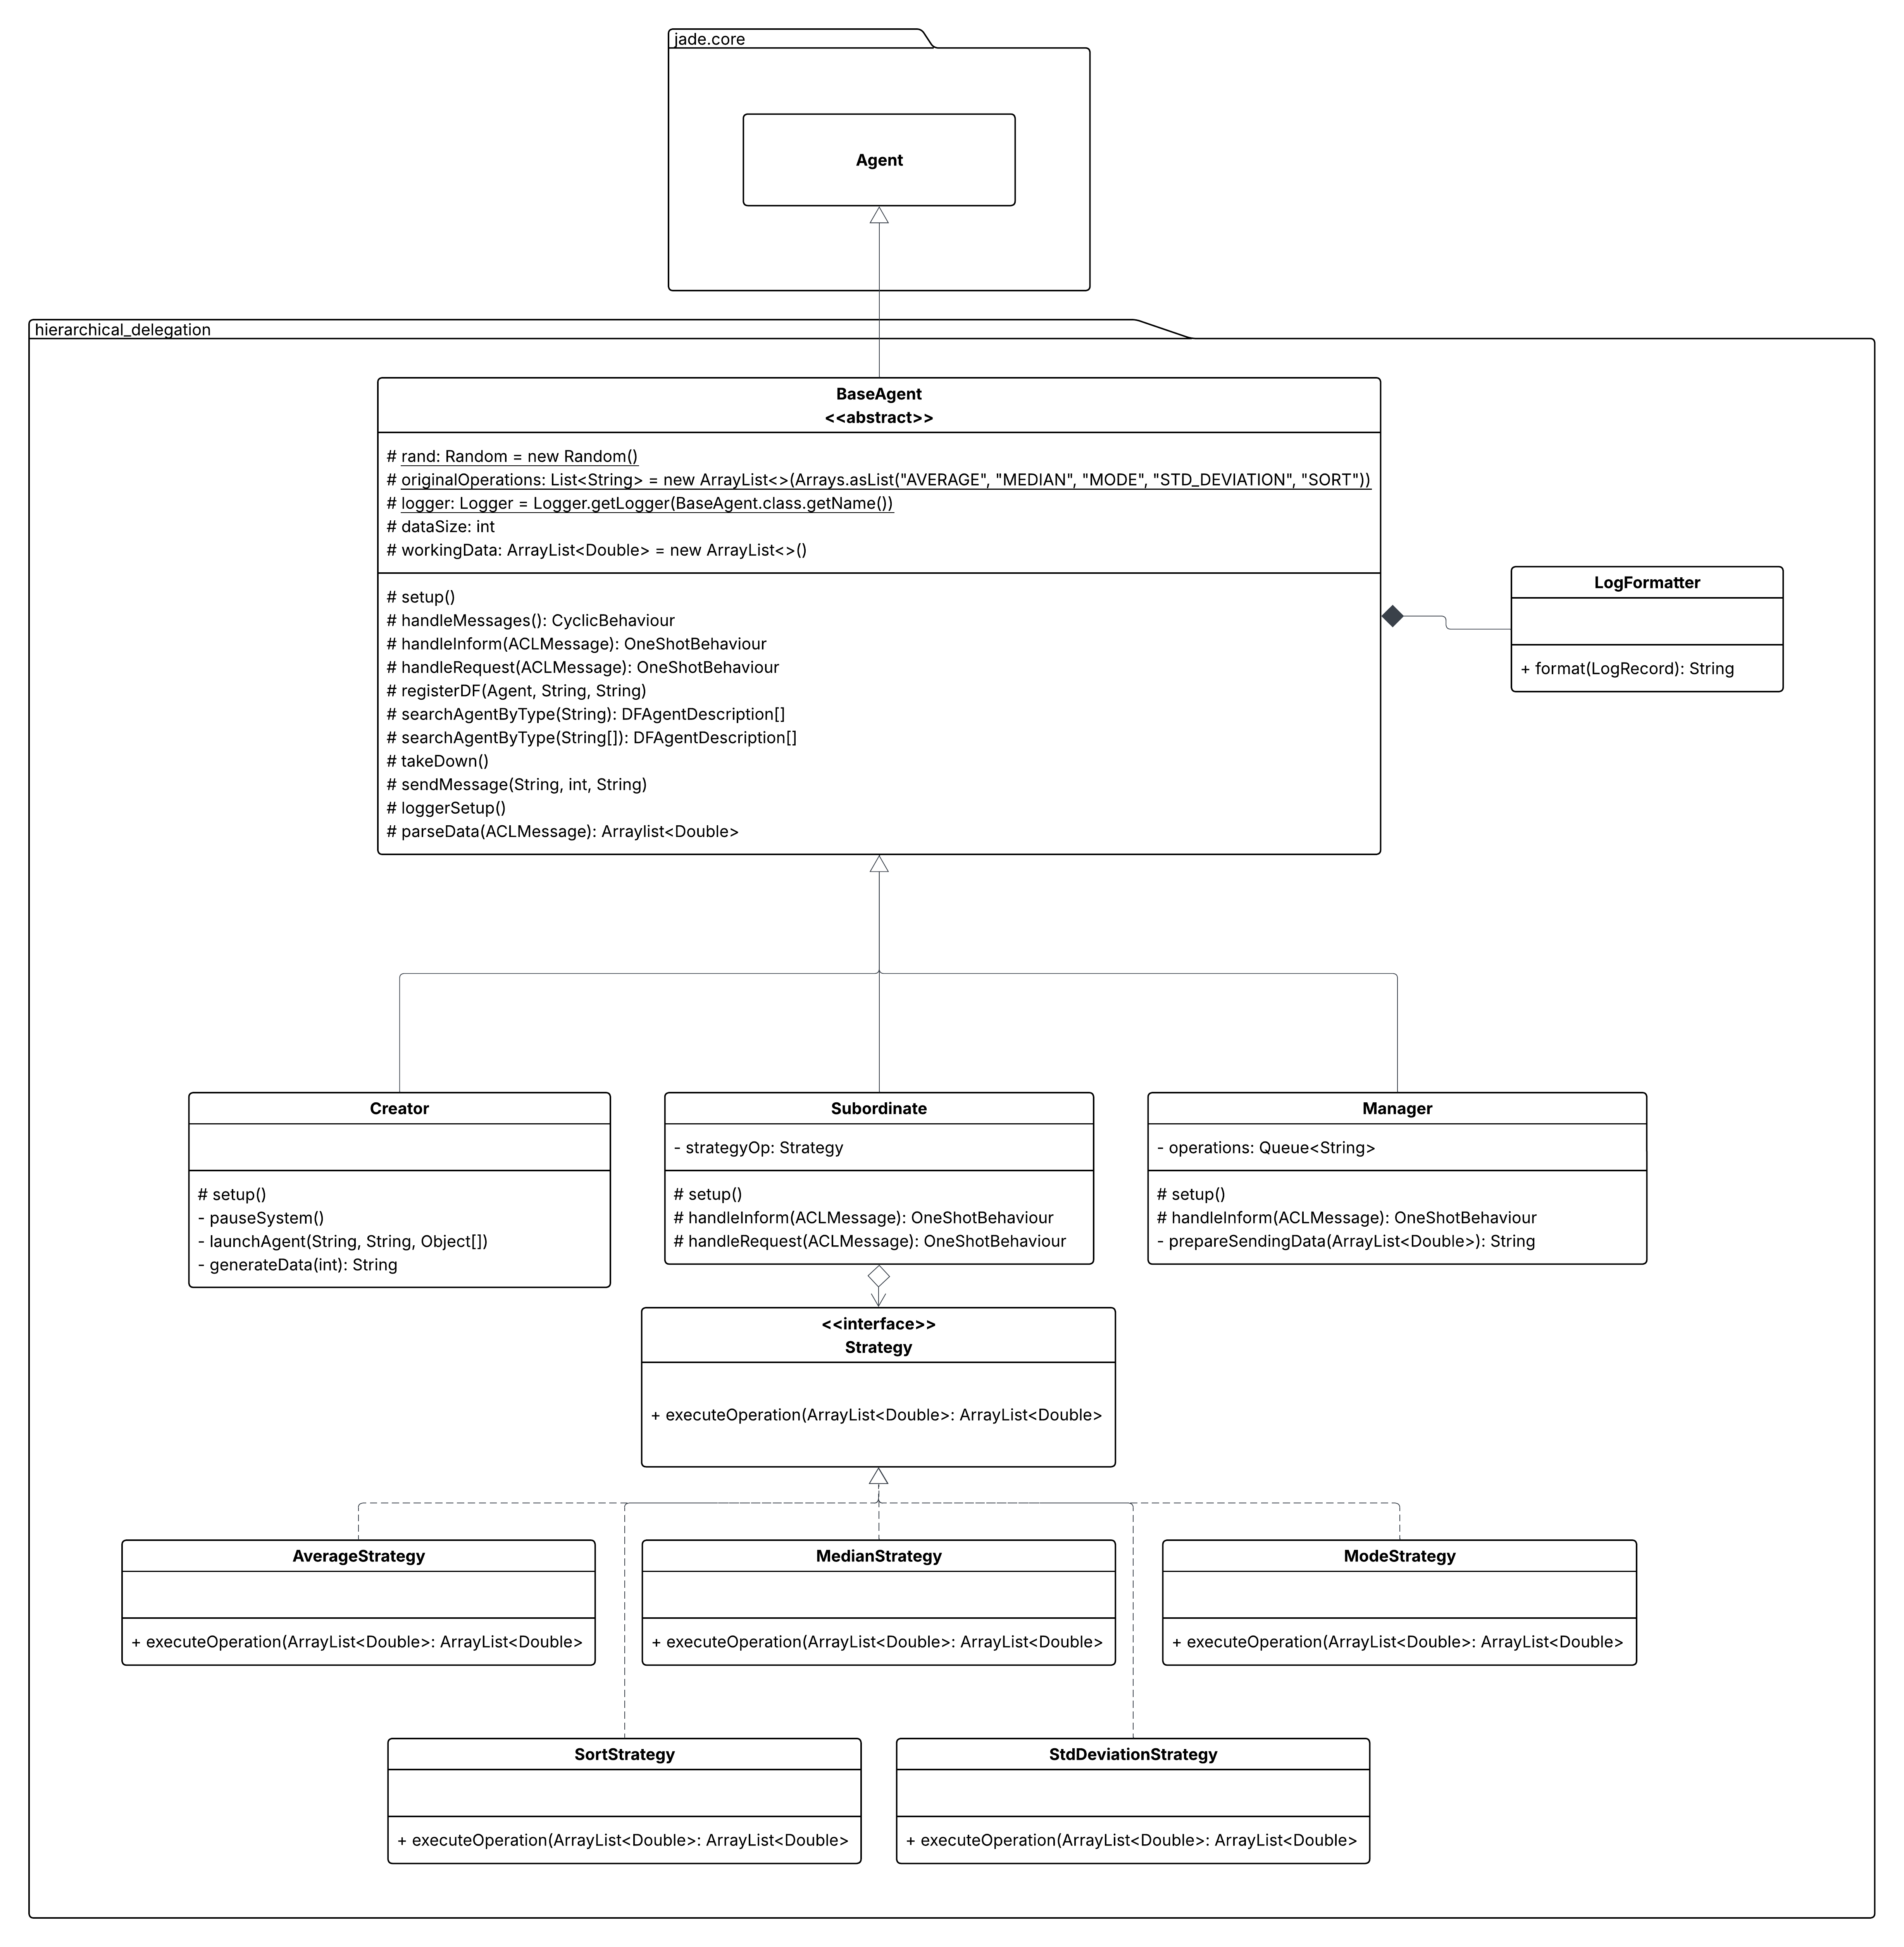 jade.core
Agent
hierarchical_delegation
BaseAgent
<<abstract>>
# rand: Random = new Random()
# originalOperations: List<String> = new ArrayList<>(Arrays.asList("AVERAGE", "MEDIAN", "MODE", "STD_DEVIATION", "SORT"))
# logger: Logger = Logger.getLogger(BaseAgent.class.getName())
# dataSize: int
# workingData: ArrayList<Double> = new ArrayList<>()
# setup()
# handleMessages(): CyclicBehaviour
# handleInform(ACLMessage): OneShotBehaviour
# handleRequest(ACLMessage): OneShotBehaviour
# registerDF(Agent, String, String)
# searchAgentByType(String): DFAgentDescription[]
# searchAgentByType(String[]): DFAgentDescription[]
# takeDown()
# sendMessage(String, int, String)
# loggerSetup()
# parseData(ACLMessage): Arraylist<Double>
LogFormatter
+ format(LogRecord): String
Creator
# setup()
- pauseSystem()
- launchAgent(String, String, Object[])
- generateData(int): String
Subordinate
- strategyOp: Strategy
# setup()
# handleInform(ACLMessage): OneShotBehaviour
# handleRequest(ACLMessage): OneShotBehaviour
Manager
- operations: Queue<String>
# setup()
# handleInform(ACLMessage): OneShotBehaviour
- prepareSendingData(ArrayList<Double>): String
<<interface>>
Strategy
+ executeOperation(ArrayList<Double>: ArrayList<Double>
AverageStrategy
+ executeOperation(ArrayList<Double>: ArrayList<Double>
MedianStrategy
+ executeOperation(ArrayList<Double>: ArrayList<Double>
ModeStrategy
+ executeOperation(ArrayList<Double>: ArrayList<Double>
SortStrategy
+ executeOperation(ArrayList<Double>: ArrayList<Double>
StdDeviationStrategy
+ executeOperation(ArrayList<Double>: ArrayList<Double>